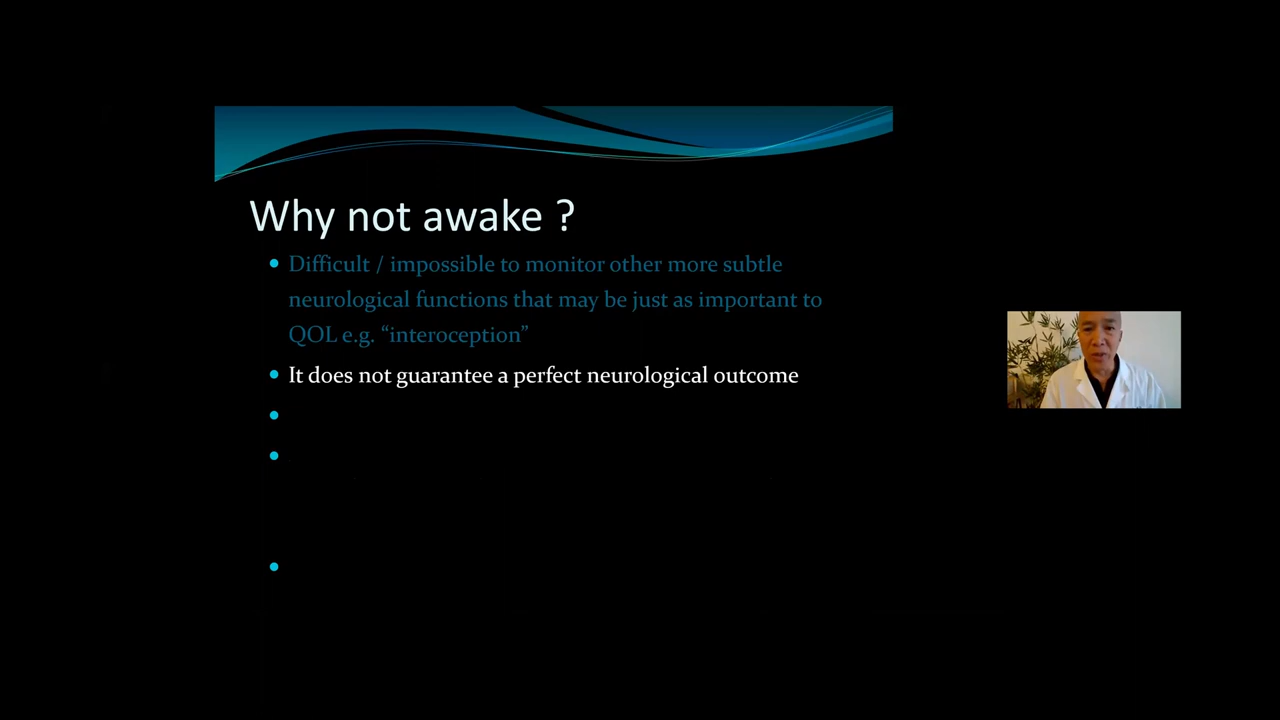 Why not awake ?
Difficult / impossible to monitor other more subtle
neurological functions that may be just as important to
QOL e.g. “interoception”
It does not guarantee a perfect neurological outcome